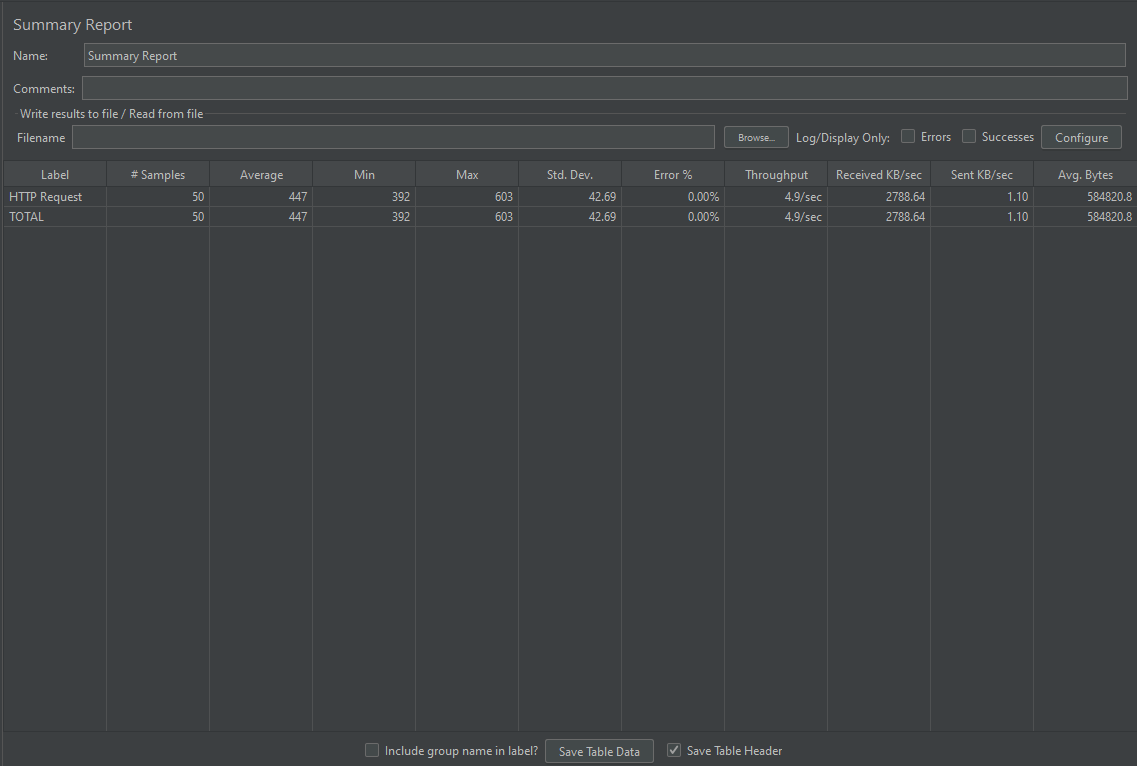 Summary Report
Name: Summary Report
Comments:
Write results to file / Read from file
Filename Browse... Log/Display Only: Errors Successes Configure
Label # Samples Average Min Max Std. Dev. Error % Throughput Received KB/sec Sent KB/sec Avg. Bytes
HTTP Request 50 447 392 603 42.69 0.00% 4.9/sec 2788.64 1.10 584820.8
TOTAL 50 447 392 603 42.69 0.00% 4.9/sec 2788.64 1.10 584820.8
Include group name in label? Save Table Data Save Table Header